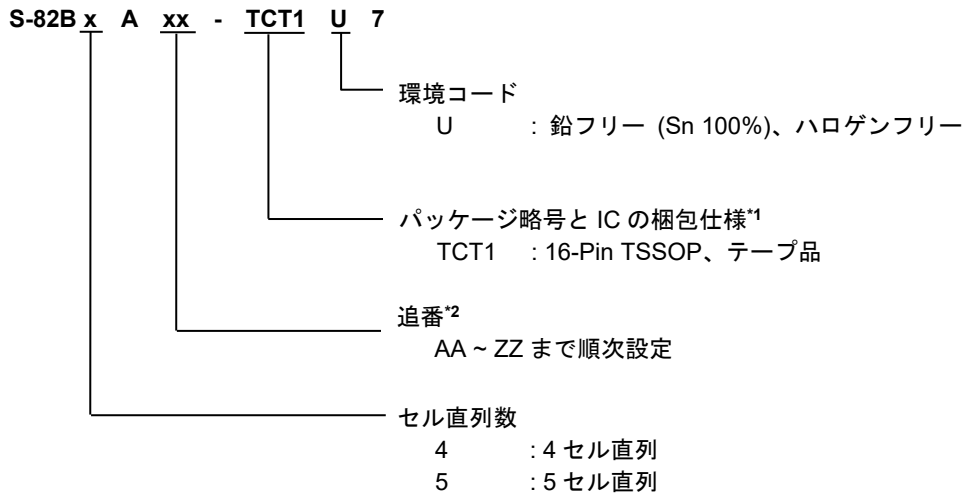 S-82B x A xx - TCT1 U 7
環境コード
U : 鉛フリー (Sn 100%)、ハロゲンフリー
パッケージ略号と IC の梱包仕様*1
TCT1 : 16-Pin TSSOP、テープ品
追番*2
AA ~ ZZ まで順次設定
セル直列数
4 : 4 セル直列
5 : 5 セル直列